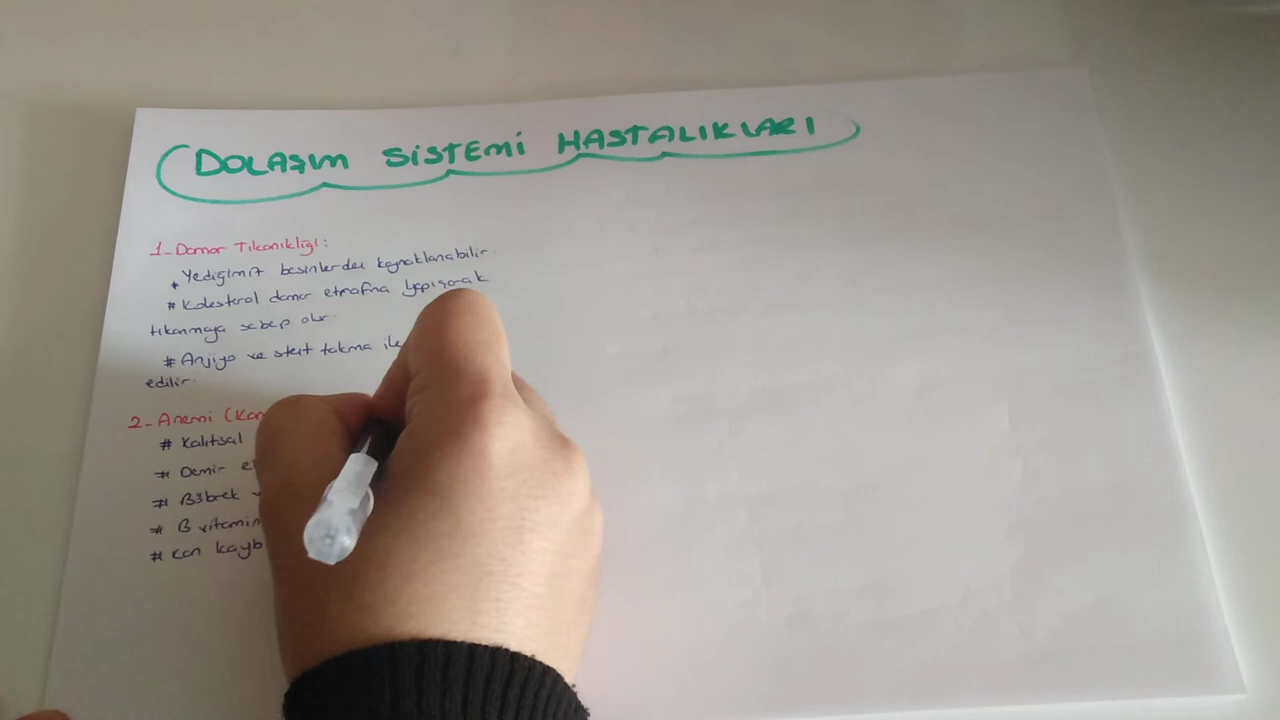 DOLAŞIM SİSTEMİ HASTALIKLARI
1- Damar Tıkanıklığı:
* Yediğimiz besinlerden kaynaklanabilir.
# Kolesterol damar etrafına yapışarak
tıkanmaya sebep olur.
# Anjiyo ve stent takma ile
edilir.
2- Anemi (Kan
# Kalıtsal
# Demir e
# Böbrek
# B vitamin
# Kan kayb